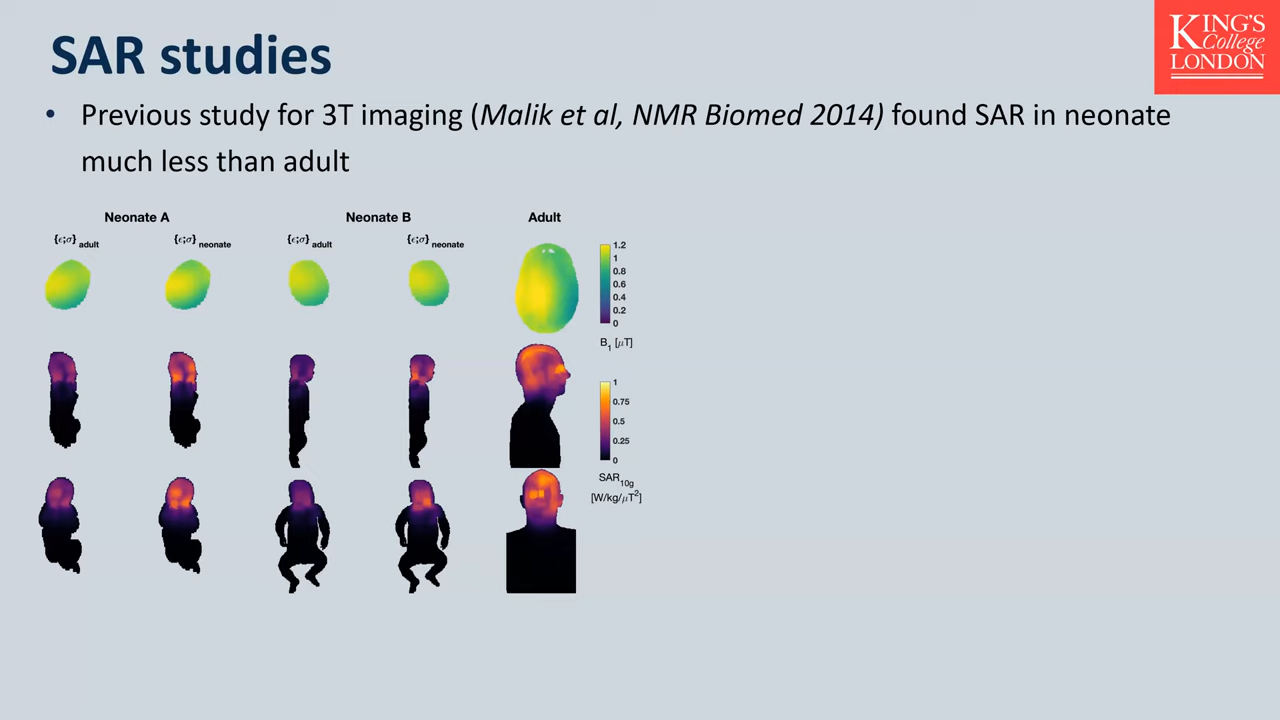 SAR studies
KING'S
College
LONDON
• Previous study for 3T imaging (Malik et al, NMR Biomed 2014) found SAR in neonate
much less than adult
Neonate A Neonate B Adult
{ϵ;σ} adult {ϵ;σ} neonate {ϵ;σ} adult {ϵ;σ} neonate
1.2
1
0.8
0.6
0.4
0.2
0
B1 [μT]
1
0.75
0.5
0.25
0
SAR10g
[W/kg/μT²]